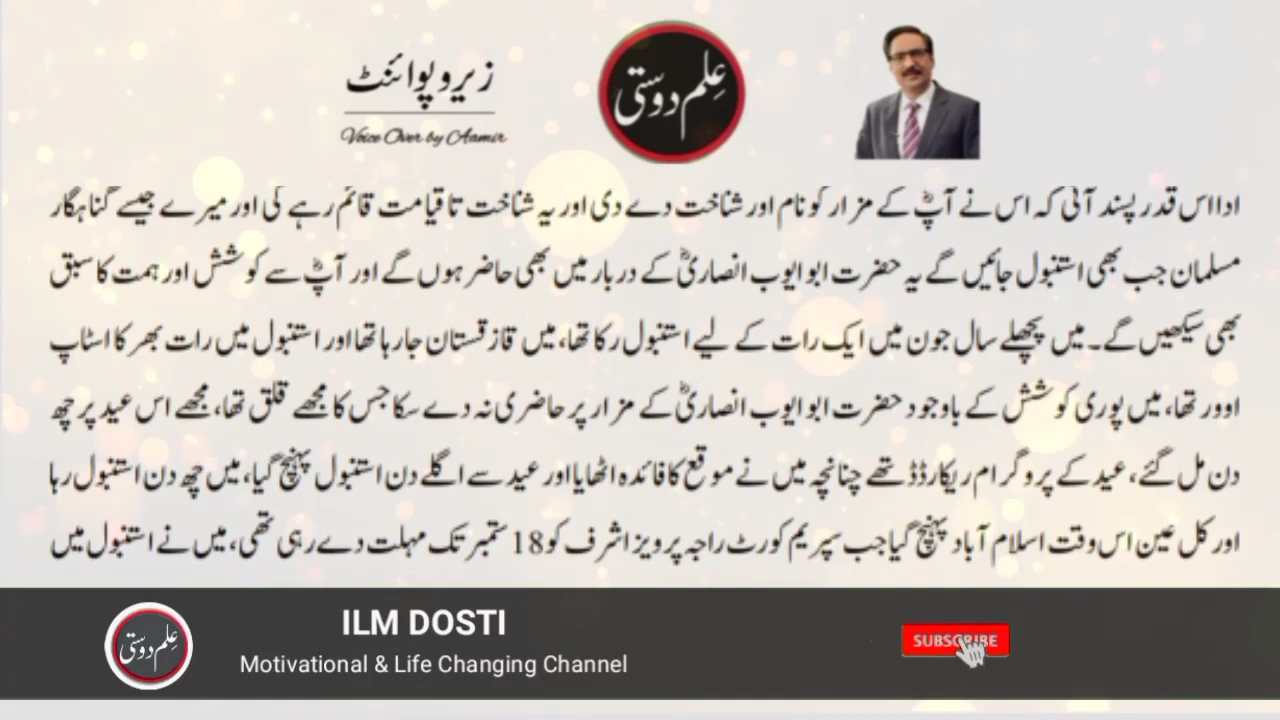 زیرو پوائنٹ
Voice Over by Aamir
علم دوستی
ادا اس قدر پسند آئی کہ اس نے آپؓ کے مزار کو نام اور شناخت دے دی اور یہ شناخت تا قیامت قائم رہے گی اور میرے جیسے گناہگار
مسلمان جب بھی استنبول جائیں گے یہ حضرت ابو ایوب انصاریؓ کے دربار میں بھی حاضر ہوں گے اور آپؓ سے کوشش اور ہمت کا سبق
بھی سیکھیں گے۔ میں پچھلے سال جون میں ایک رات کے لیے استنبول رکا تھا، میں قازقستان جا رہا تھا اور استنبول میں رات بھر کا اسٹاپ
اوور تھا، میں پوری کوشش کے باوجود حضرت ابو ایوب انصاریؓ کے مزار پر حاضری نہ دے سکا جس کا مجھے قلق تھا، مجھے اس عید پر چھ
دن مل گئے، عید کے پروگرام ریکارڈڈ تھے چنانچہ میں نے موقع کا فائدہ اٹھایا اور عید سے اگلے دن استنبول پہنچ گیا، میں چھ دن استنبول رہا
اور کل عین اس وقت اسلام آباد پہنچ گیا جب سپریم کورٹ راجہ پرویز اشرف کو 18 ستمبر تک مہلت دے رہی تھی، میں نے استنبول میں
علم دوستی
ILM DOSTI
Motivational & Life Changing Channel
SUBSCRIBE